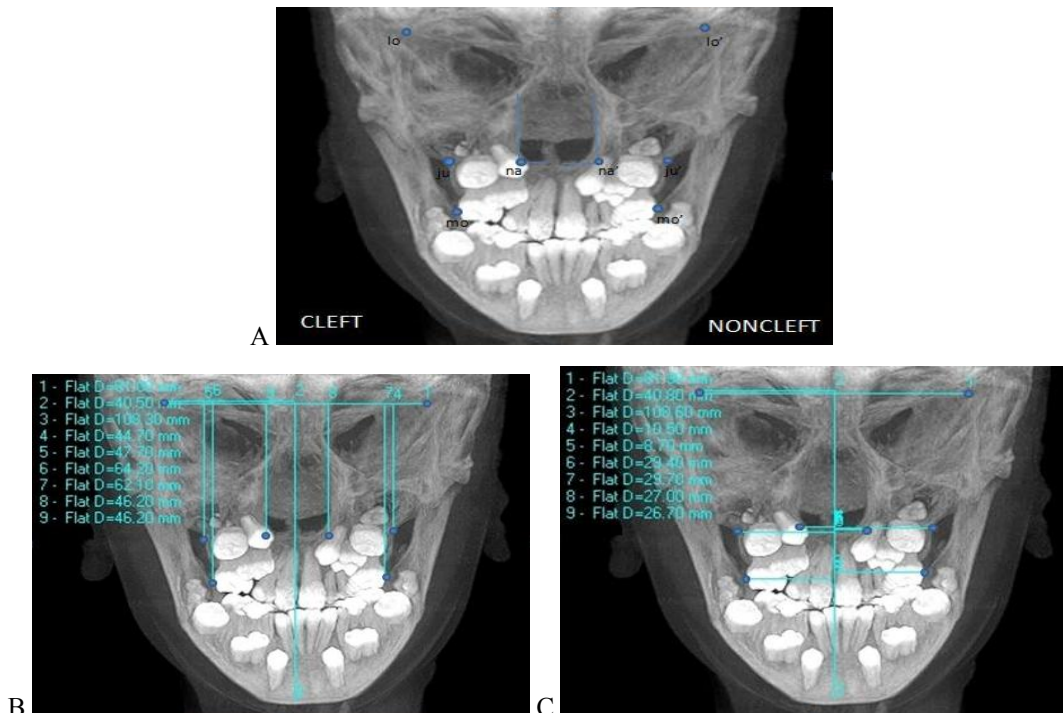 lo
lo'
ju
na
na'
ju'
mo
mo'
CLEFT
NONCLEFT
A
1 - Flat D= mm
2 - Flat D=40.50 mm
3 - Flat D=108.30 mm
4 - Flat D=44.70 mm
5 - Flat D=47.70 mm
6 - Flat D=64.20 mm
7 - Flat D=62.10 mm
8 - Flat D=46.20 mm
9 - Flat D=46.20 mm
2
1
B
1 - Flat D= mm
2 - Flat D=40.80 mm
3 - Flat D=108.60 mm
4 - Flat D=10.50 mm
5 - Flat D=8.70 mm
6 - Flat D=29.40 mm
7 - Flat D=29.70 mm
8 - Flat D=27.00 mm
9 - Flat D=26.70 mm
2
1
C